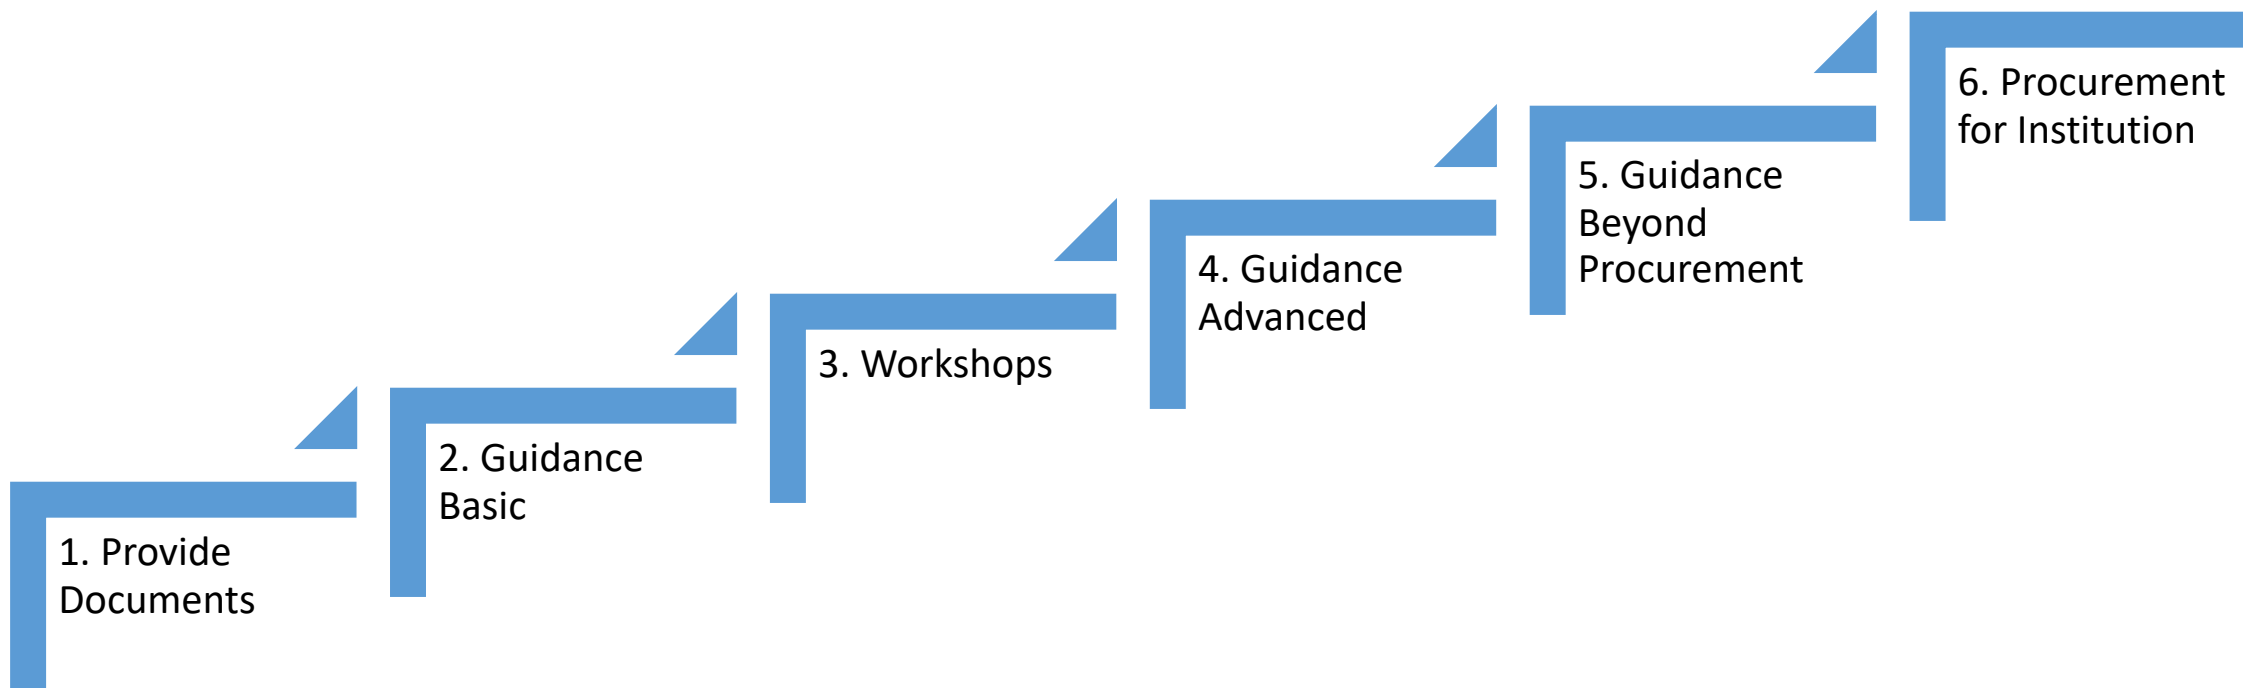 1. Provide
Documents
2. Guidance
Basic
3. Workshops
4. Guidance
Advanced
5. Guidance
Beyond
Procurement
6. Procurement
for Institution